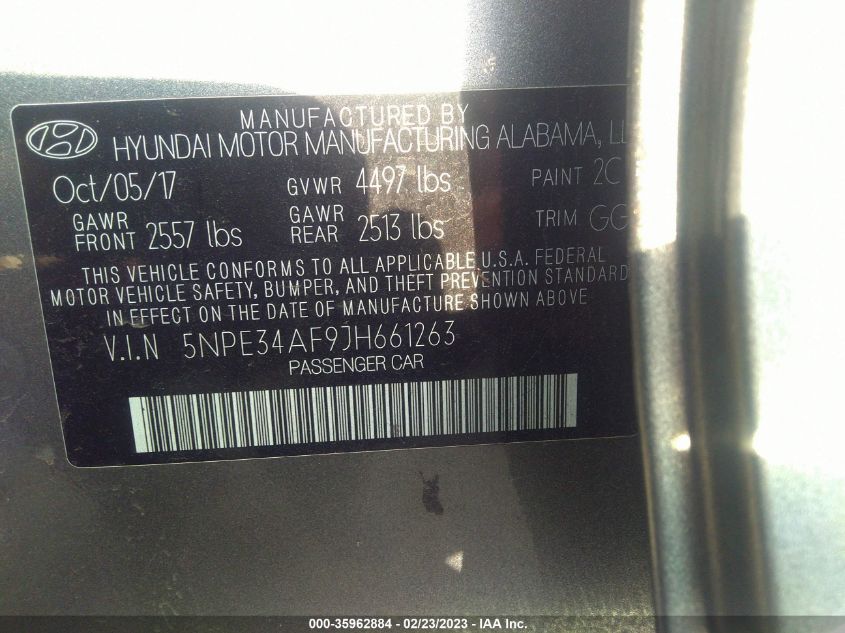 MANUFACTURED BY
HYUNDAI MOTOR MANUFACTURING ALABAMA, LL
Oct/05/17 GVWR 4497 lbs PAINT 2C
GAWR FRONT 2557 lbs GAWR REAR 2513 lbs TRIM GG
THIS VEHICLE CONFORMS TO ALL APPLICABLE U.S.A. FEDERAL
MOTOR VEHICLE SAFETY, BUMPER, AND THEFT PREVENTION STANDARD
IN EFFECT ON THE DATE OF MANUFACTURE SHOWN ABOVE
V.I.N 5NPE34AF9JH661263
PASSENGER CAR
000-35962884 - 02/23/2023 - IAA Inc.